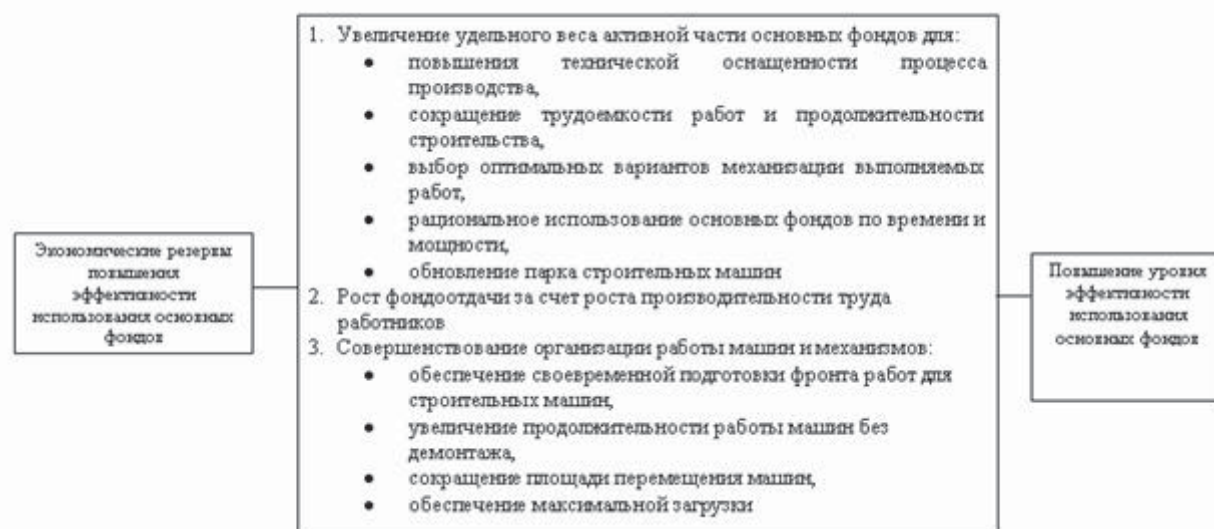 Экономические резервы
повышения
эффективности
использования основных
фондов
1. Увеличение удельного веса активной части основных фондов для:
• повышения технической оснащенности процесса
производства,
• сокращение трудоемкости работ и продолжительности
строительства,
• выбор оптимальных вариантов механизации выполняемых
работ,
• рациональное использование основных фондов по времени и
мощности,
• обновление парка строительных машин
2. Рост фондоотдачи за счет роста производительности труда
работников
3. Совершенствование организации работы машин и механизмов:
• обеспечение своевременной подготовки фронта работ для
строительных машин,
• увеличение продолжительности работы машин без
демонтажа,
• сокращение площади перемещения машин,
• обеспечение максимальной загрузки
Повышение уровня
эффективности
использования
основных фондов